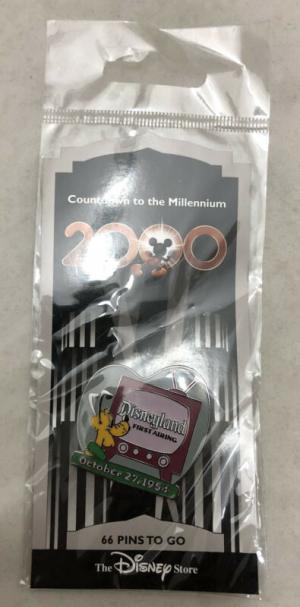 Countdown to the Millennium
2000
Disneyland
FIRST AIRING
October 27, 1954
66 PINS TO GO
The Disney Store